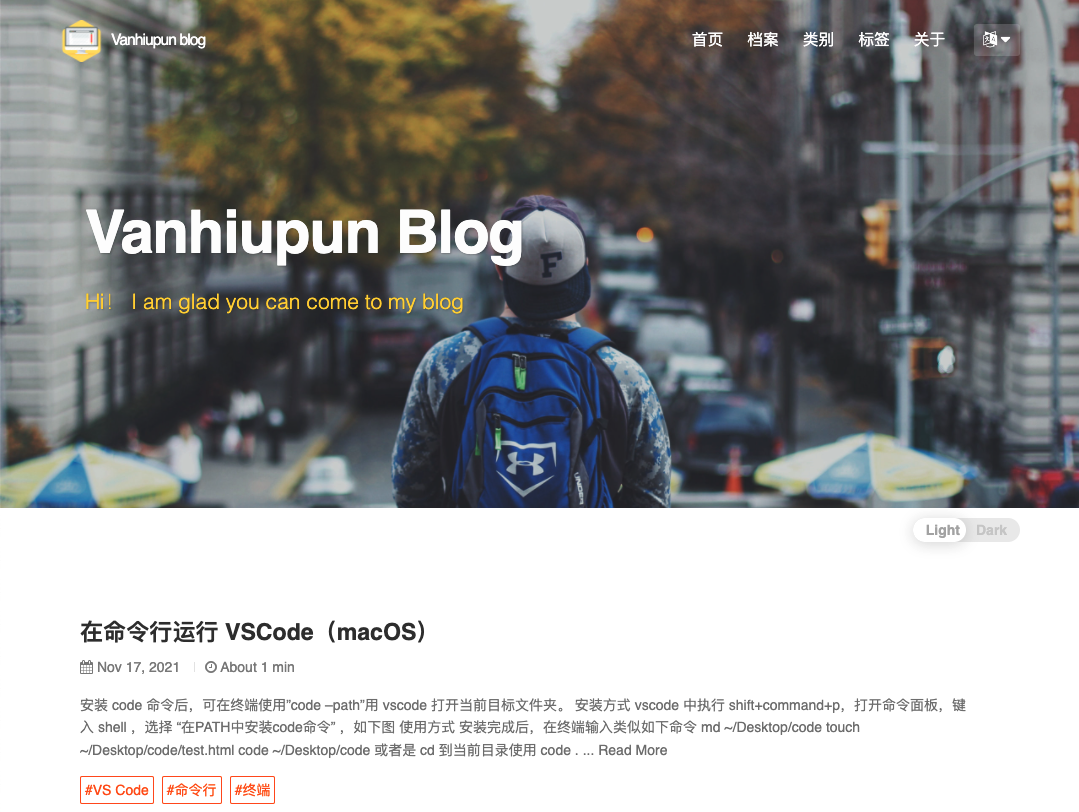 Vanhiupun blog
首页 档案 类别 标签 关于
Vanhiupun Blog
F
Hi！ I am glad you can come to my blog
Light Dark
在命令行运行 VSCode（macOS）
Nov 17, 2021 About 1 min
安装 code 命令后，可在终端使用”code –path”用 vscode 打开当前目标文件夹。 安装方式 vscode 中执行 shift+command+p，打开命令面板，键
入 shell ，选择 “在PATH中安装code命令” ，如下图 使用方式 安装完成后，在终端输入类似如下命令 md ~/Desktop/code touch
~/Desktop/code/test.html code ~/Desktop/code 或者是 cd 到当前目录使用 code . ... Read More
#VS Code #命令行 #终端